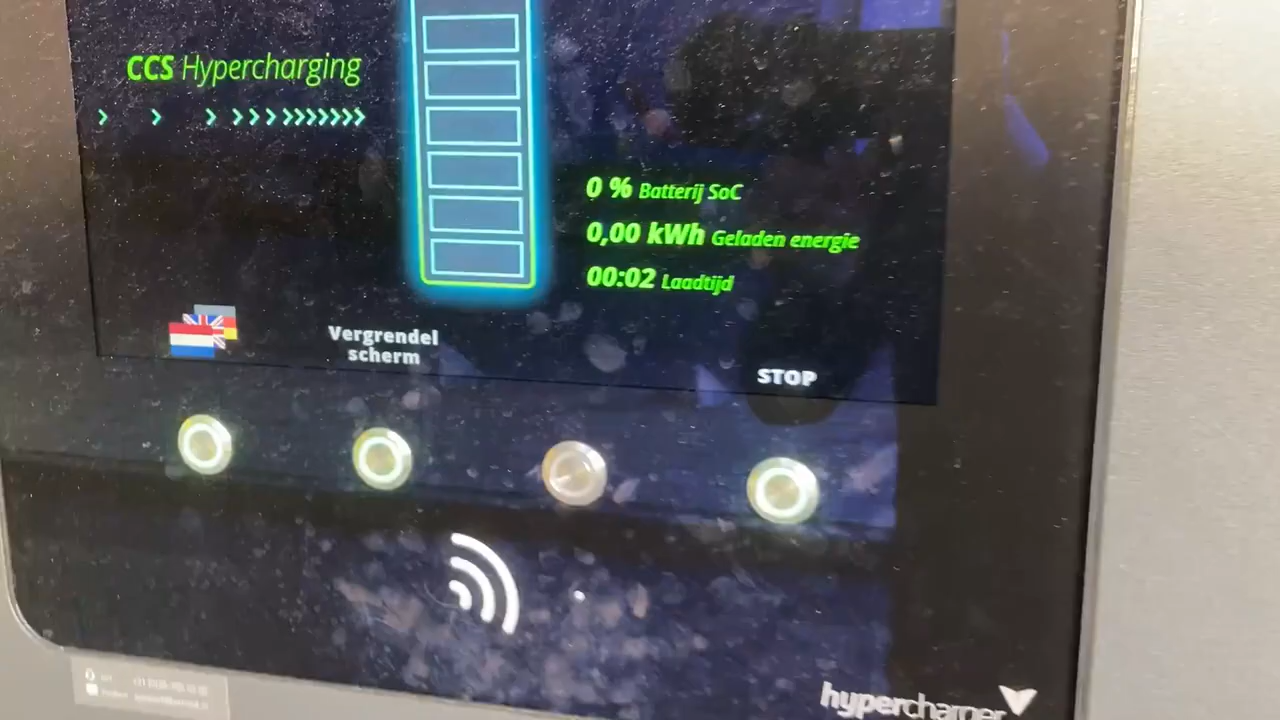 CCS Hypercharging
0 % Batterij SoC
0,00 kWh Geladen energie
00:02 Laadtijd
Vergrendel
scherm
STOP
hypercharger